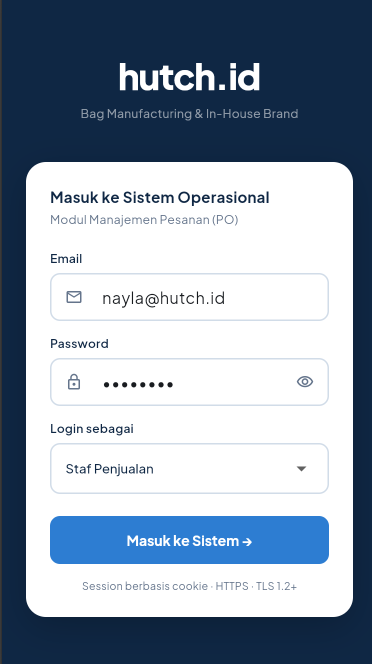 hutch.id
Bag Manufacturing & In-House Brand
Masuk ke Sistem Operasional
Modul Manajemen Pesanan (PO)
Email
nayla@hutch.id
Password
••••••••
Login sebagai
Staf Penjualan
Masuk ke Sistem →
Session berbasis cookie · HTTPS · TLS 1.2+